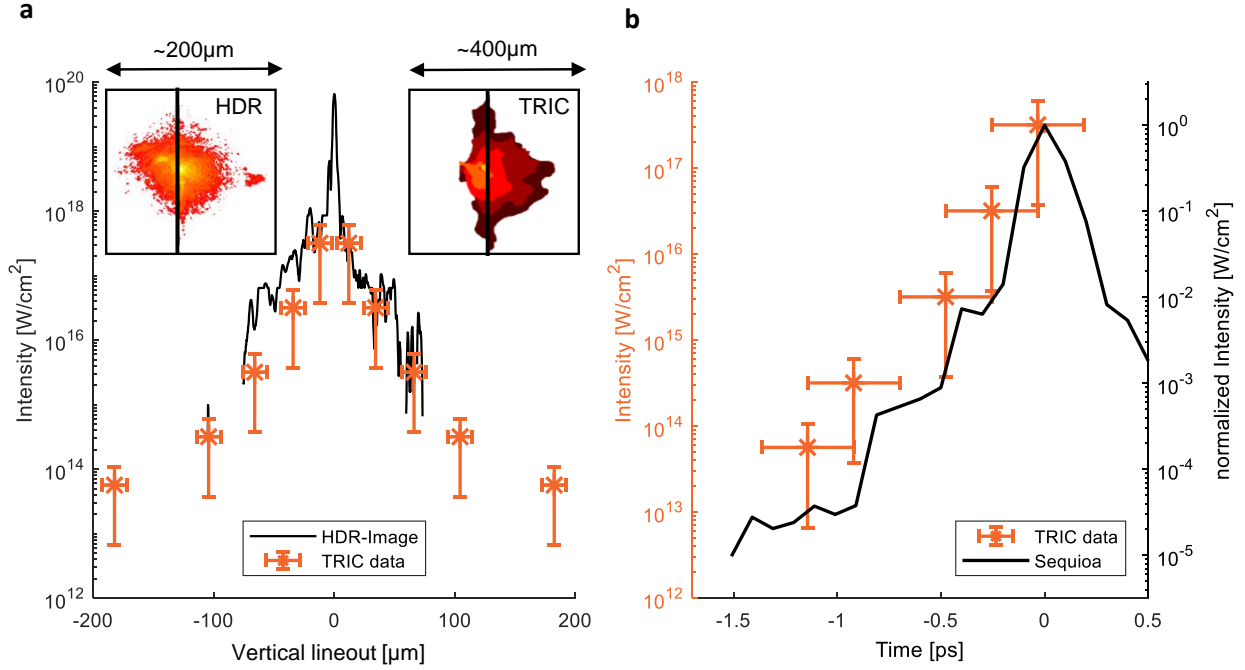 a
~200µm
~400µm
HDR
TRIC
10^20
10^18
10^16
10^14
10^12
Intensity [W/cm^2]
-200
-100
0
100
200
Vertical lineout [µm]
HDR-Image
TRIC data
b
10^18
10^17
10^16
10^15
10^14
10^13
10^12
Intensity [W/cm^2]
10^0
10^-1
10^-2
10^-3
10^-4
10^-5
normalized Intensity [W/cm^2]
-1.5
-1
-0.5
0
0.5
Time [ps]
TRIC data
Sequioa